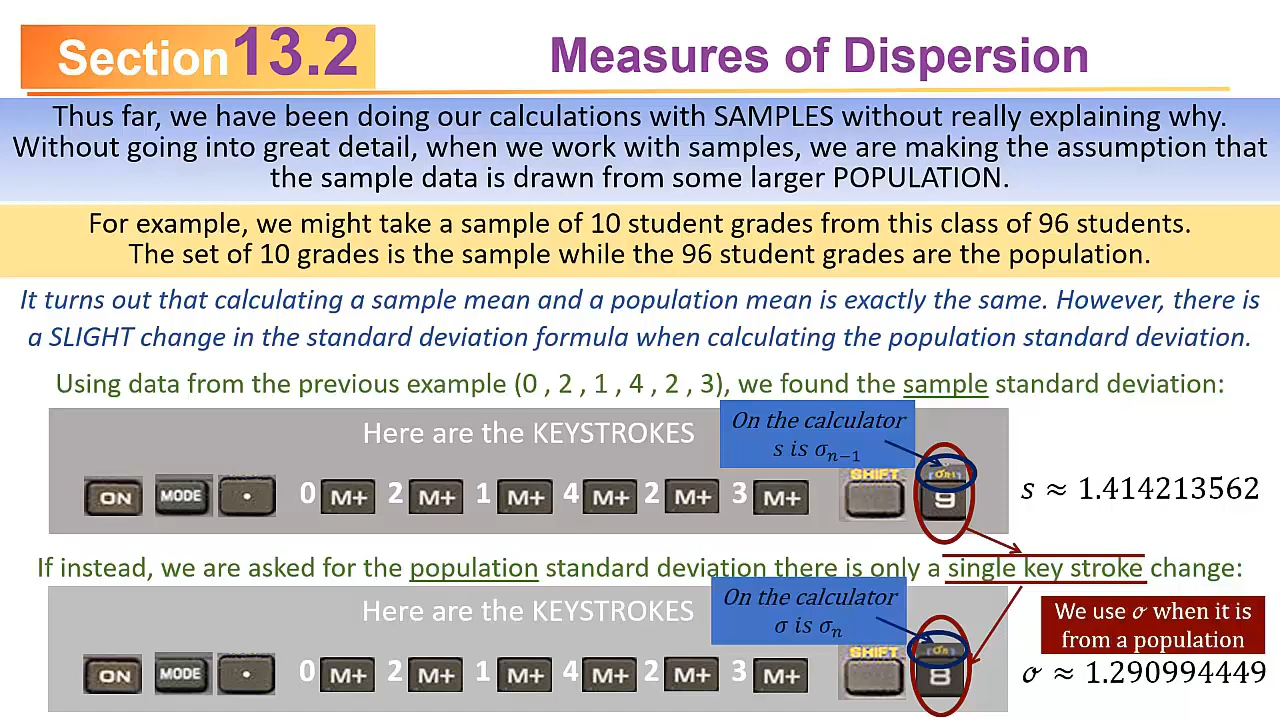 Section13.2
Measures of Dispersion
Thus far, we have been doing our calculations with SAMPLES without really explaining why.
Without going into great detail, when we work with samples, we are making the assumption that
the sample data is drawn from some larger POPULATION.
For example, we might take a sample of 10 student grades from this class of 96 students.
The set of 10 grades is the sample while the 96 student grades are the population.
It turns out that calculating a sample mean and a population mean is exactly the same. However, there is
a SLIGHT change in the standard deviation formula when calculating the population standard deviation.
Using data from the previous example (0 , 2 , 1 , 4 , 2 , 3), we found the sample standard deviation:
Here are the KEYSTROKES
On the calculator
s is σₙ₋₁
ON MODE • 0 M+ 2 M+ 1 M+ 4 M+ 2 M+ 3 M+ SHIFT 9
s ≈ 1.414213562
If instead, we are asked for the population standard deviation there is only a single key stroke change:
Here are the KEYSTROKES
On the calculator
σ is σₙ
We use σ when it is
from a population
ON MODE • 0 M+ 2 M+ 1 M+ 4 M+ 2 M+ 3 M+ SHIFT σn 8
σ ≈ 1.290994449